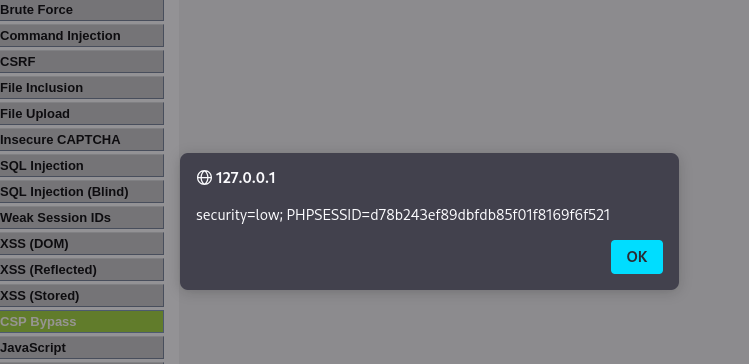 Brute Force
Command Injection
CSRF
File Inclusion
File Upload
Insecure CAPTCHA
SQL Injection
SQL Injection (Blind)
Weak Session IDs
XSS (DOM)
XSS (Reflected)
XSS (Stored)
CSP Bypass
JavaScript
127.0.0.1
security=low; PHPSESSID=d78b243ef89dbfdb85f01f8169f6f521
OK